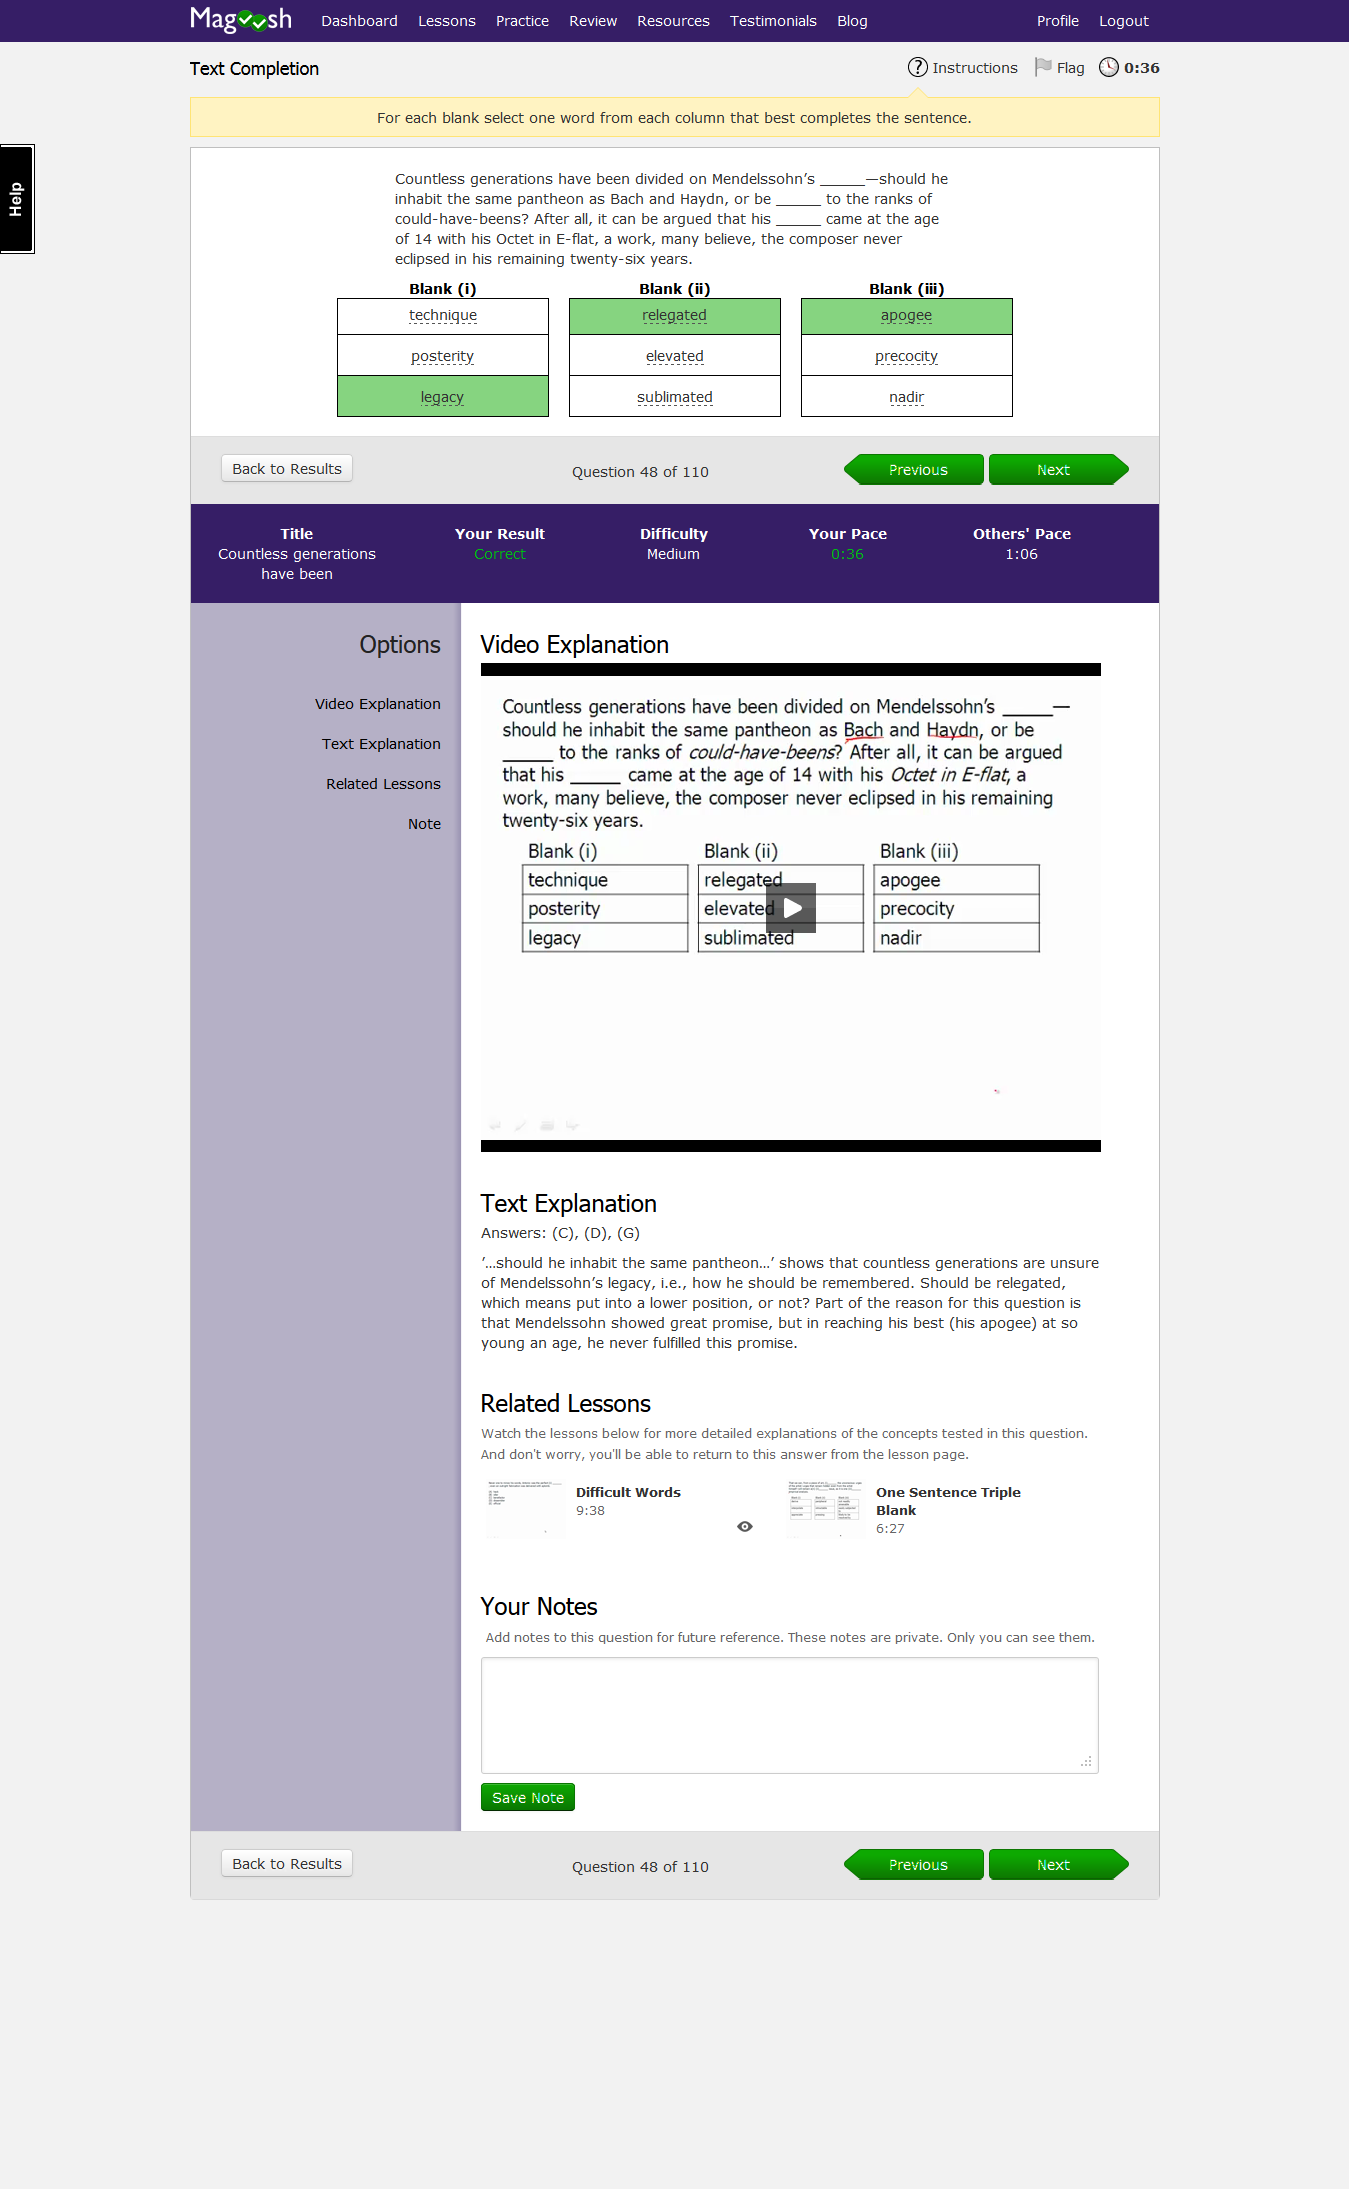 Magoosh Dashboard Lessons Practice Review Resources Testimonials Blog Profile Logout
Text Completion Instructions Flag 0:36
For each blank select one word from each column that best completes the sentence.
Help
Countless generations have been divided on Mendelssohn’s ______—should he
inhabit the same pantheon as Bach and Haydn, or be ______ to the ranks of
could-have-beens? After all, it can be argued that his ______ came at the age
of 14 with his Octet in E-flat, a work, many believe, the composer never
eclipsed in his remaining twenty-six years.
Blank (i) Blank (ii) Blank (iii)
technique relegated apogee
posterity elevated precocity
legacy sublimated nadir
Back to Results Question 48 of 110 Previous Next
Title Your Result Difficulty Your Pace Others' Pace
Countless generations Correct Medium 0:36 1:06
have been
Options
Video Explanation
Text Explanation
Related Lessons
Note
Video Explanation
Countless generations have been divided on Mendelssohn’s _____—
should he inhabit the same pantheon as Bach and Haydn, or be
_____ to the ranks of could-have-beens? After all, it can be argued
that his _____ came at the age of 14 with his Octet in E-flat, a
work, many believe, the composer never eclipsed in his remaining
twenty-six years.
Blank (i) Blank (ii) Blank (iii)
technique relegated apogee
posterity elevated precocity
legacy sublimated nadir
Text Explanation
Answers: (C), (D), (G)
’...should he inhabit the same pantheon...’ shows that countless generations are unsure
of Mendelssohn’s legacy, i.e., how he should be remembered. Should be relegated,
which means put into a lower position, or not? Part of the reason for this question is
that Mendelssohn showed great promise, but in reaching his best (his apogee) at so
young an age, he never fulfilled this promise.
Related Lessons
Watch the lessons below for more detailed explanations of the concepts tested in this question.
And don't worry, you'll be able to return to this answer from the lesson page.
Difficult Words
9:38
One Sentence Triple
Blank
6:27
Your Notes
Add notes to this question for future reference. These notes are private. Only you can see them.
Save Note
Back to Results Question 48 of 110 Previous Next